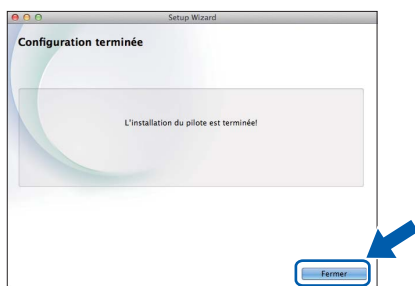 Setup Wizard
Configuration terminée
L'installation du pilote est terminée!
Fermer